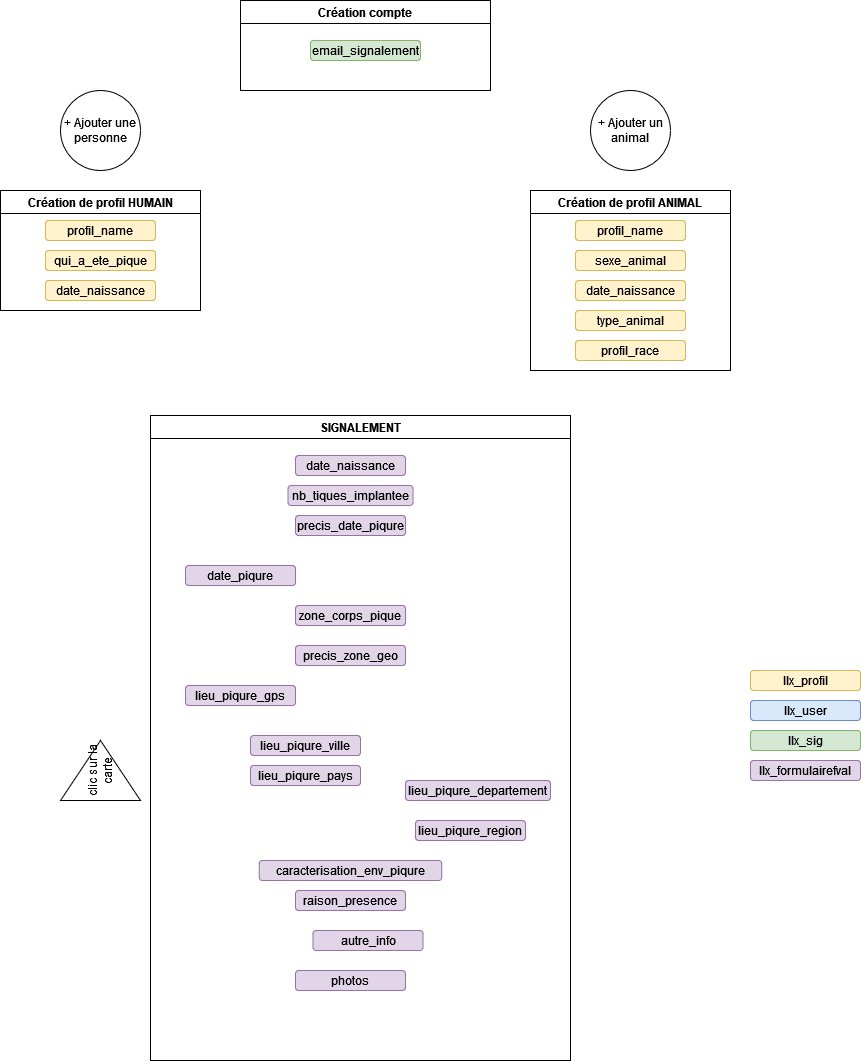 Création compte
email_signalement
+ Ajouter une
personne
+ Ajouter un
animal
Création de profil HUMAIN
profil_name
qui_a_ete_pique
date_naissance
Création de profil ANIMAL
profil_name
sexe_animal
date_naissance
type_animal
profil_race
SIGNALEMENT
date_naissance
nb_tiques_implantee
precis_date_piqure
date_piqure
zone_corps_pique
precis_zone_geo
lieu_piqure_gps
lieu_piqure_ville
lieu_piqure_pays
lieu_piqure_departement
lieu_piqure_region
caracterisation_env_piqure
raison_presence
autre_info
photos
clic sur la
carte
llx_profil
llx_user
llx_sig
llx_formulairefval